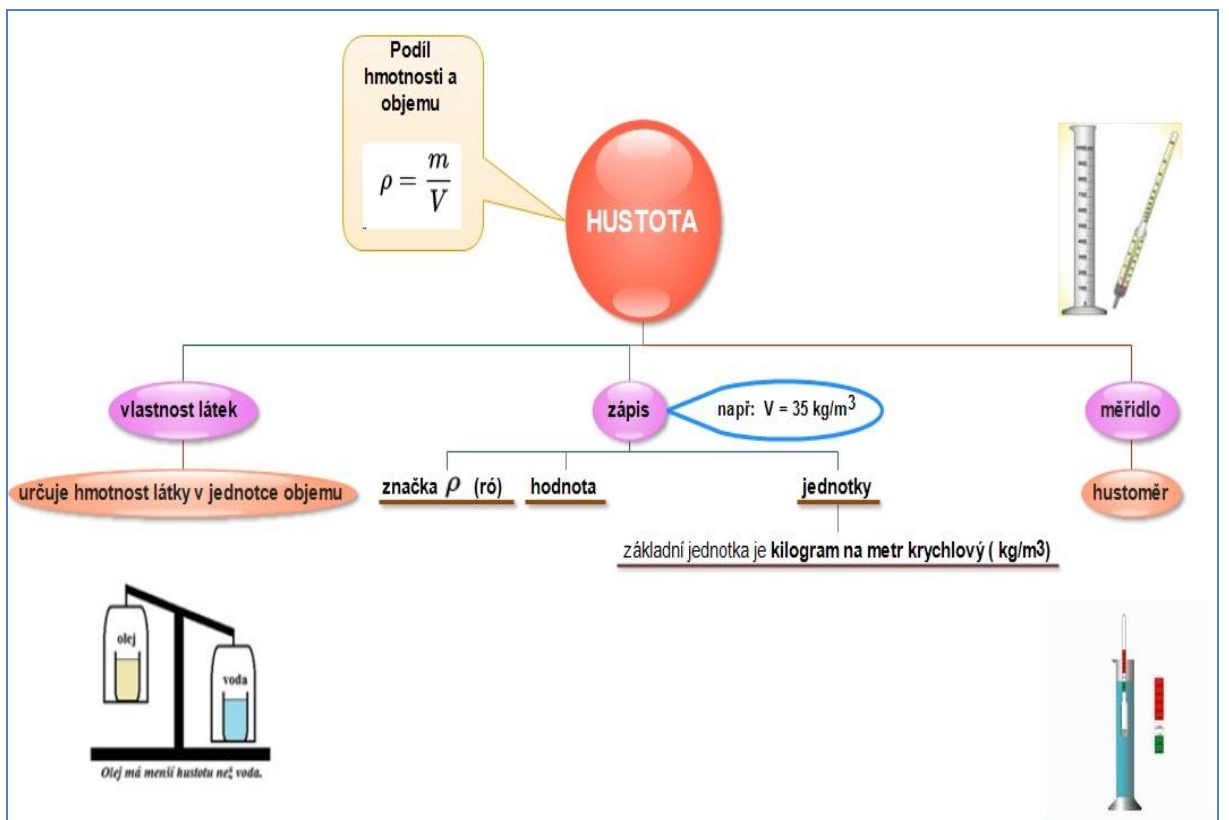 Podíl
hmotnosti a
objemu
ρ = m/V
HUSTOTA
vlastnost látek
zápis
např: V = 35 kg/m³
měřidlo
určuje hmotnost látky v jednotce objemu
značka ρ (ró)
hodnota
jednotky
hustoměr
základní jednotka je kilogram na metr krychlový ( kg/m³)
olej
voda
Olej má menší hustotu než voda.